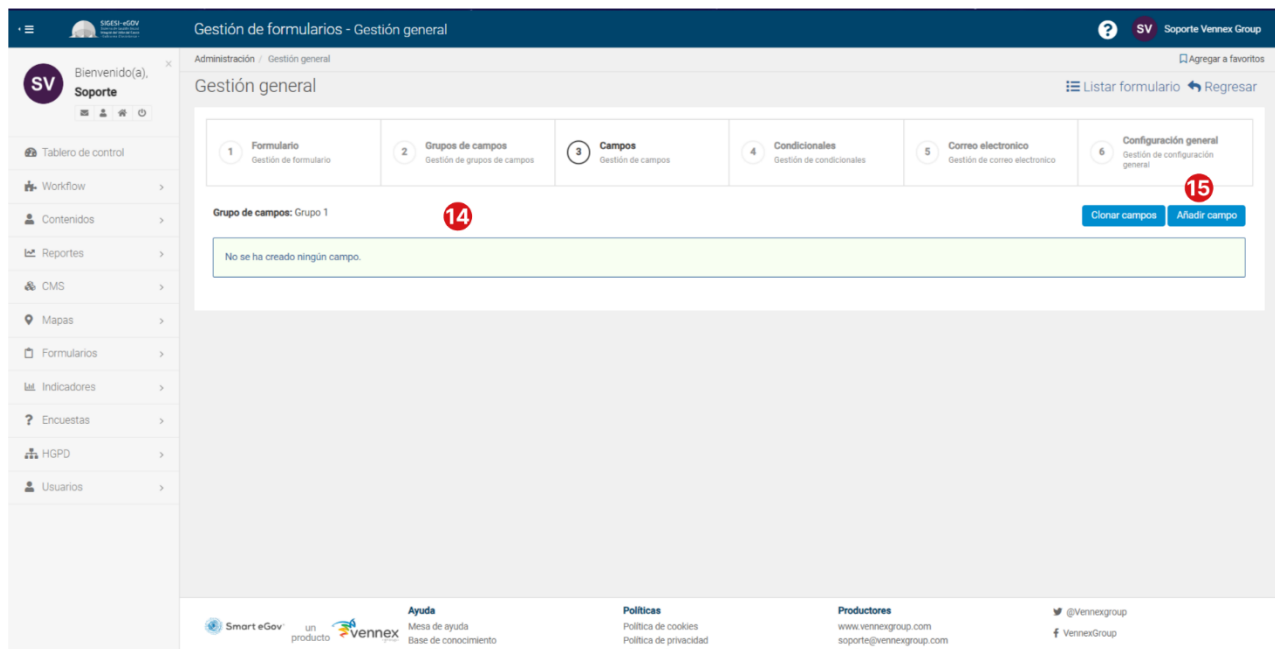 SIGESI-eGOV
Gestión de formularios - Gestión general
?
SV
Soporte Vennex Group
SV
Bienvenido(a),
Soporte
×
Administración / Gestión general
Agregar a favoritos
Gestión general
Listar formulario
Regresar
Tablero de control
Workflow
Contenidos
Reportes
CMS
Mapas
Formularios
Indicadores
? Encuestas
HGPD
Usuarios
1
Formulario
Gestión de formulario
2
Grupos de campos
Gestión de grupos de campos
3
Campos
Gestión de campos
4
Condicionales
Gestión de condicionales
5
Correo electronico
Gestión de correo electronico
6
Configuración general
Gestión de configuración
general
Grupo de campos: Grupo 1
14
15
Clonar campos
Añadir campo
No se ha creado ningún campo.
Smart eGov
un
producto
vennex
group
Ayuda
Mesa de ayuda
Base de conocimiento
Políticas
Política de cookies
Política de privacidad
Productores
www.vennexgroup.com
soporte@vennexgroup.com
@Vennexgroup
VennexGroup